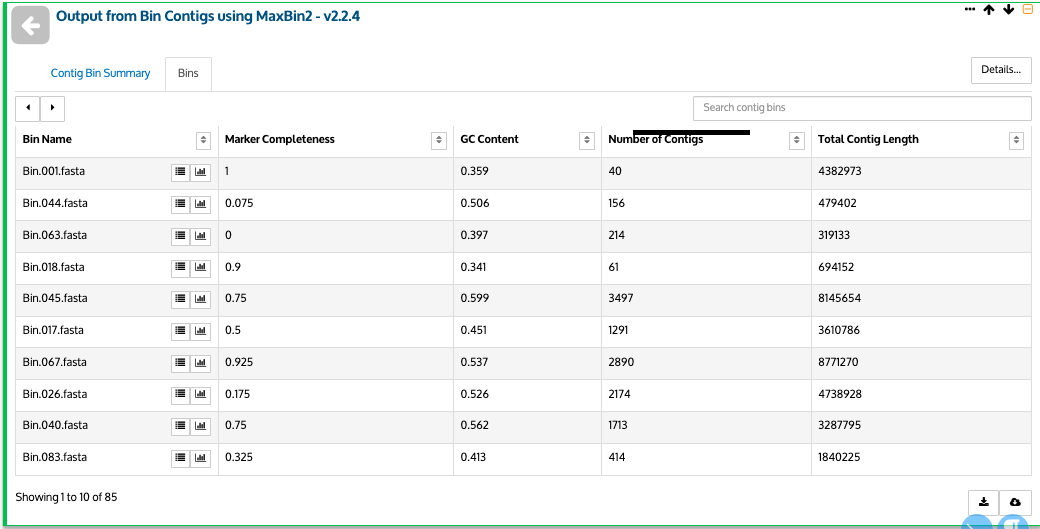 Output from Bin Contigs using MaxBin2 - v2.2.4
Contig Bin Summary Bins Details...
Search contig bins
Bin Name Marker Completeness GC Content Number of Contigs Total Contig Length
Bin.001.fasta 1 0.359 40 4382973
Bin.044.fasta 0.075 0.506 156 479402
Bin.063.fasta 0 0.397 214 319133
Bin.018.fasta 0.9 0.341 61 694152
Bin.045.fasta 0.75 0.599 3497 8145654
Bin.017.fasta 0.5 0.451 1291 3610786
Bin.067.fasta 0.925 0.537 2890 8771270
Bin.026.fasta 0.175 0.526 2174 4738928
Bin.040.fasta 0.75 0.562 1713 3287795
Bin.083.fasta 0.325 0.413 414 1840225
Showing 1 to 10 of 85